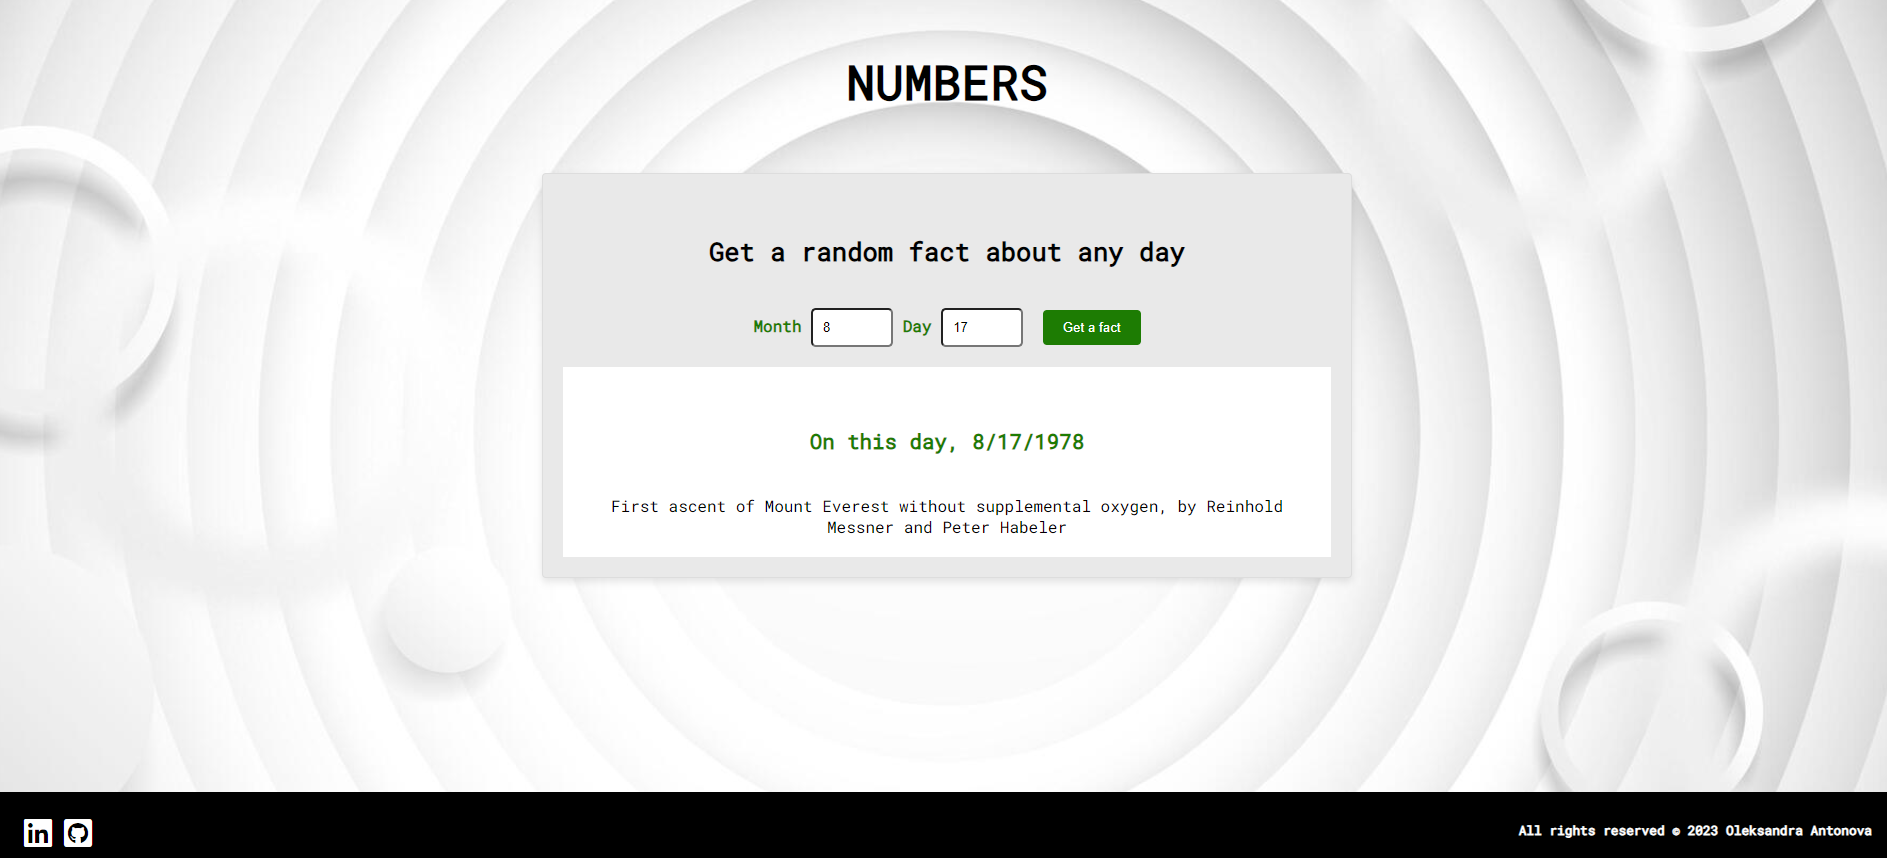 NUMBERS
Get a random fact about any day
Month 8 Day 17 Get a fact
On this day, 8/17/1978
First ascent of Mount Everest without supplemental oxygen, by Reinhold
Messner and Peter Habeler
in All rights reserved © 2023 Oleksandra Antonova